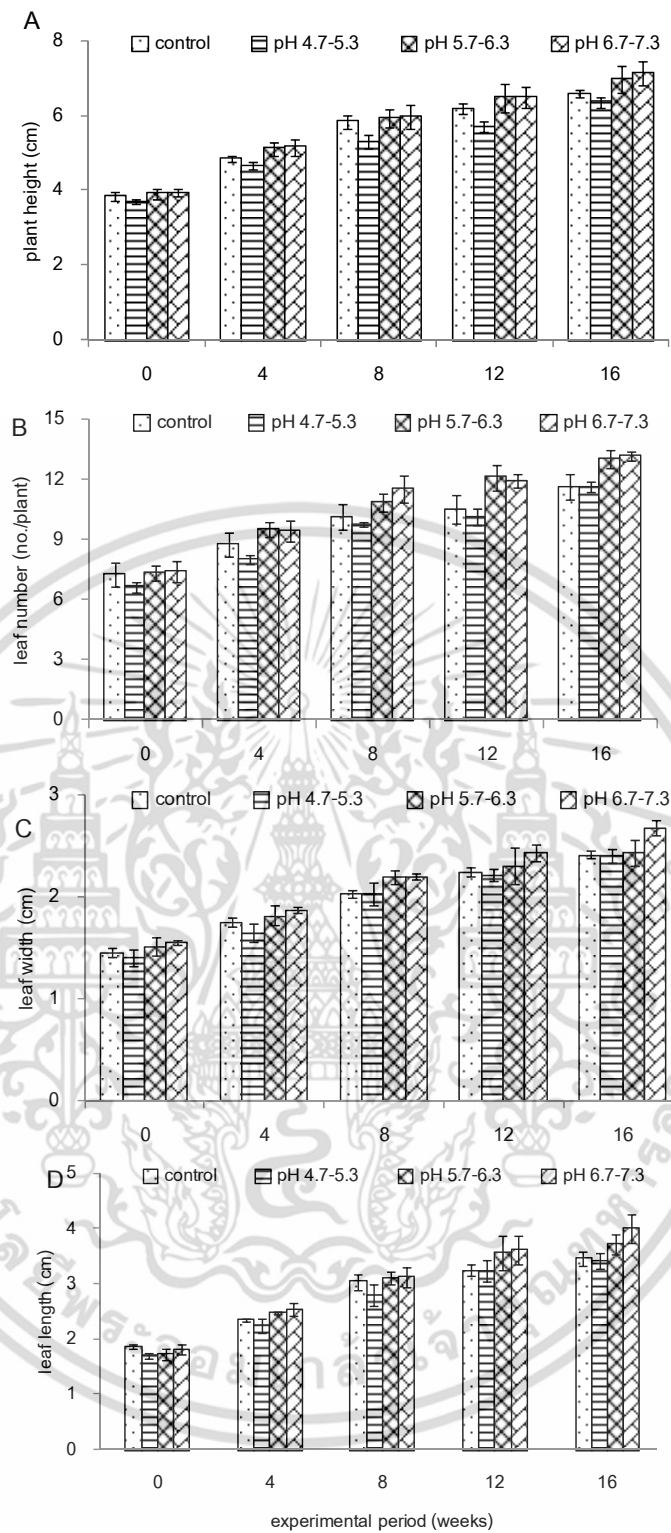 A
control pH 4.7-5.3 pH 5.7-6.3 pH 6.7-7.3
8
6
4
2
0
plant height (cm)
0 4 8 12 16
B
control pH 4.7-5.3 pH 5.7-6.3 pH 6.7-7.3
15
12
9
6
3
0
leaf number (no./plant)
0 4 8 12 16
C
control pH 4.7-5.3 pH 5.7-6.3 pH 6.7-7.3
3
2
1
0
leaf width (cm)
0 4 8 12 16
D
control pH 4.7-5.3 pH 5.7-6.3 pH 6.7-7.3
5
4
3
2
1
0
leaf length (cm)
0 4 8 12 16
experimental period (weeks)